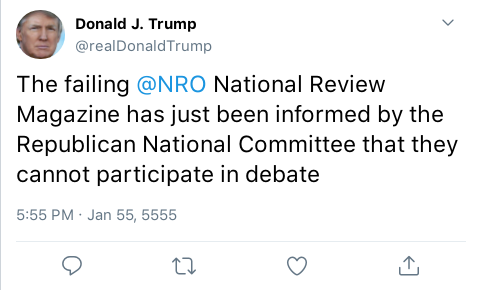 Donald J. Trump
@realDonaldTrump
The failing @NRO National Review
Magazine has just been informed by the
Republican National Committee that they
cannot participate in debate
5:55 PM · Jan 55, 5555